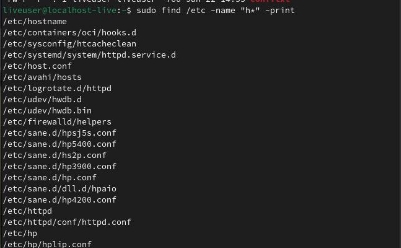 liveuser@localhost-live:~$ sudo find /etc -name "h*" -print
/etc/hostname
/etc/containers/oci/hooks.d
/etc/sysconfig/htcacheclean
/etc/systemd/system/httpd.service.d
/etc/host.conf
/etc/avahi/hosts
/etc/logrotate.d/httpd
/etc/udev/hwdb.d
/etc/udev/hwdb.bin
/etc/firewalld/helpers
/etc/sane.d/hpsj5s.conf
/etc/sane.d/hp5400.conf
/etc/sane.d/hs2p.conf
/etc/sane.d/hp3900.conf
/etc/sane.d/hp.conf
/etc/sane.d/dll.d/hpaio
/etc/sane.d/hp4200.conf
/etc/httpd
/etc/httpd/conf/httpd.conf
/etc/hp
/etc/hp/hplip.conf